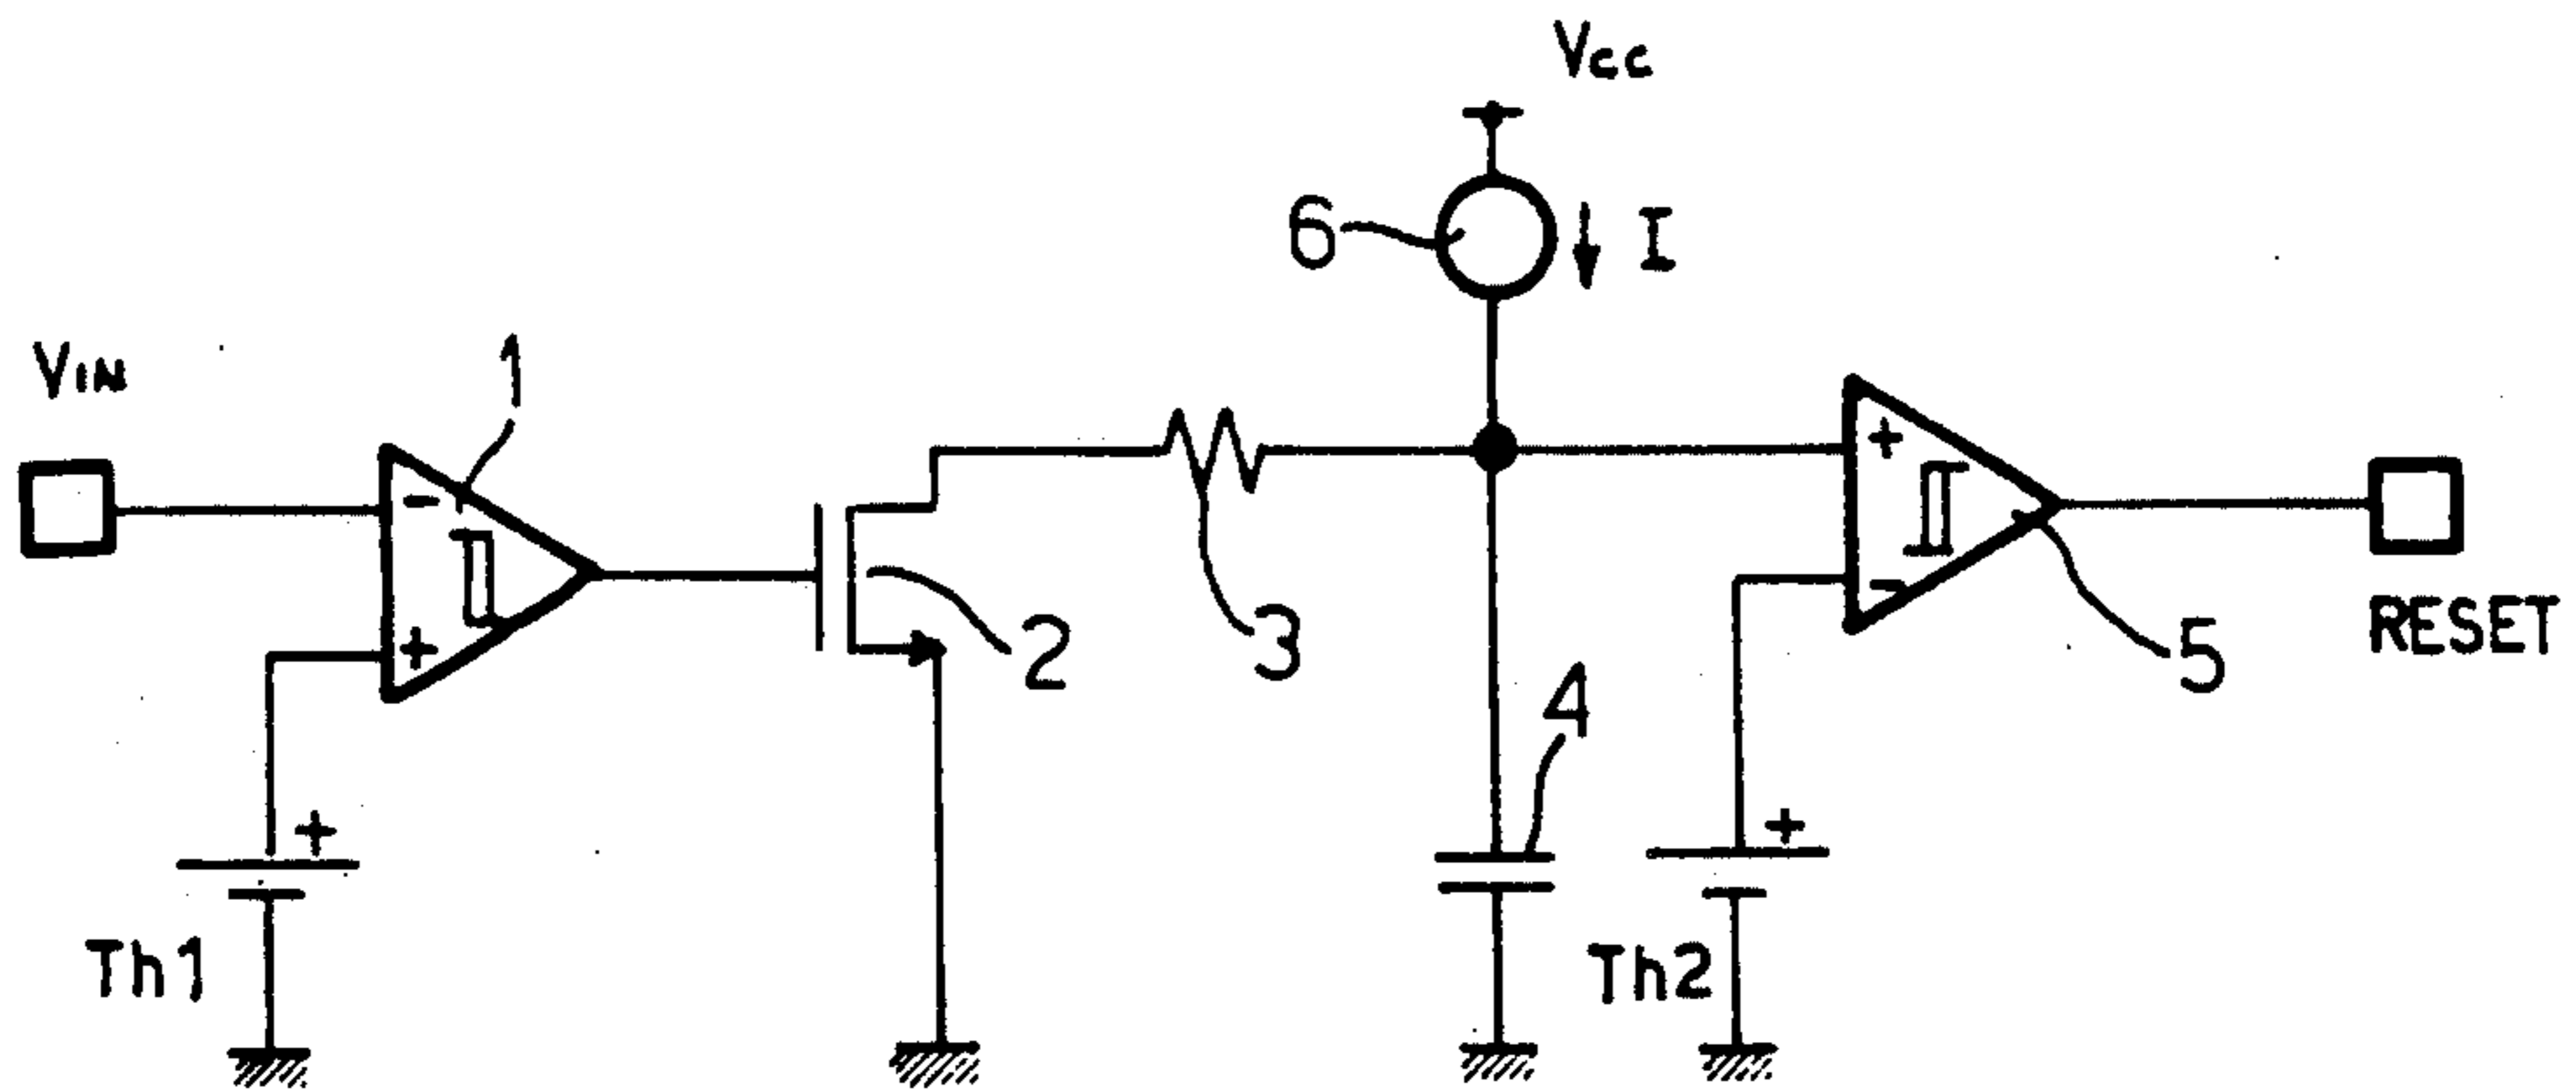 Vcc
6
I
VIN
1
-
+
+
-
2
3
4
5
RESET
+
Th1
+
Th2